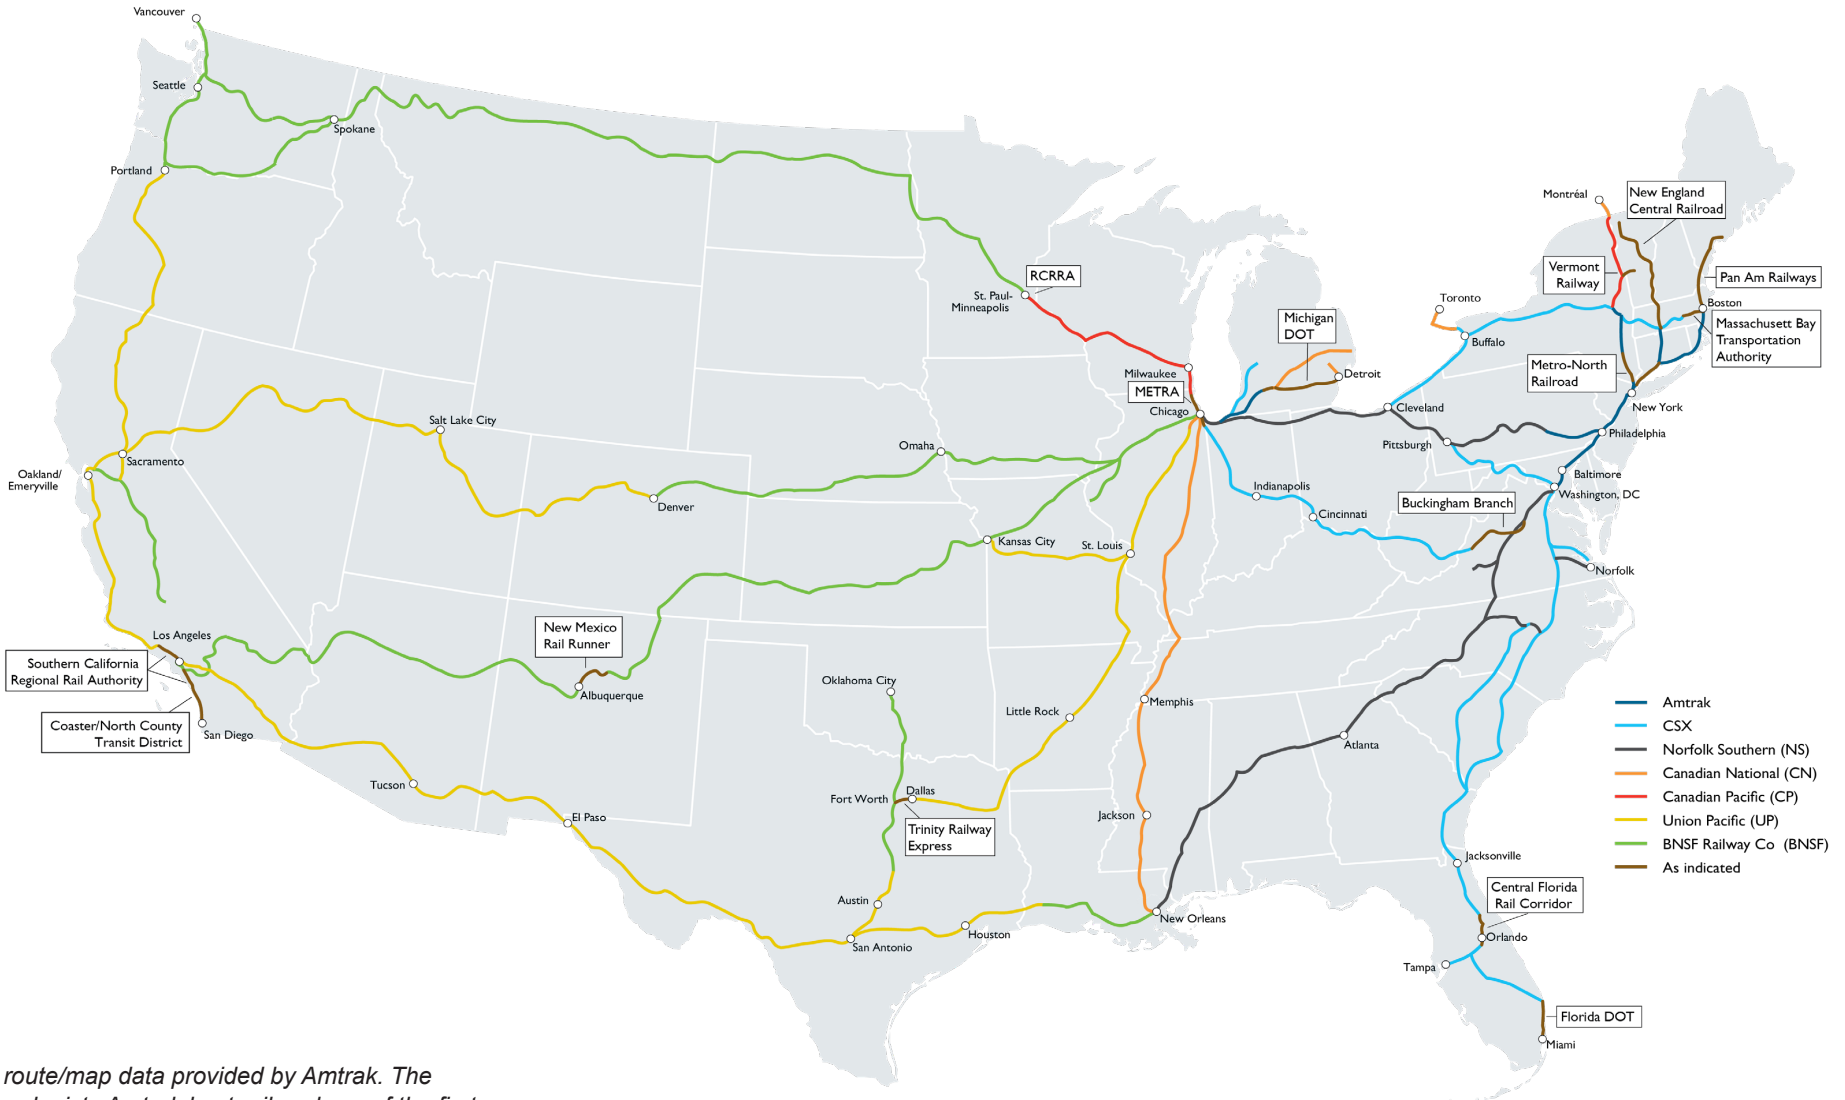 Vancouver
Seattle
Spokane
Portland
Montréal
New England
Central Railroad
RCRRA
Vermont
Railway
Pan Am Railways
St. Paul-
Minneapolis
Toronto
Boston
Michigan
DOT
Massachusett Bay
Transportation
Authority
Buffalo
Metro-North
Railroad
Milwaukee
Detroit
METRA
Chicago
Cleveland
New York
Salt Lake City
Philadelphia
Omaha
Pittsburgh
Sacramento
Oakland/
Emeryville
Baltimore
Washington, DC
Denver
Indianapolis
Buckingham Branch
Cincinnati
Kansas City
St. Louis
Norfolk
New Mexico
Rail Runner
Los Angeles
Southern California
Regional Rail Authority
Oklahoma City
Albuquerque
Coaster/North County
Transit District
San Diego
Little Rock
Memphis
Atlanta
Amtrak
CSX
Norfolk Southern (NS)
Canadian National (CN)
Canadian Pacific (CP)
Union Pacific (UP)
BNSF Railway Co (BNSF)
As indicated
Tucson
Fort Worth
Dallas
El Paso
Jackson
Trinity Railway
Express
Jacksonville
Central Florida
Rail Corridor
Austin
New Orleans
Houston
San Antonio
Orlando
Tampa
Florida DOT
Miami
route/map data provided by Amtrak. The